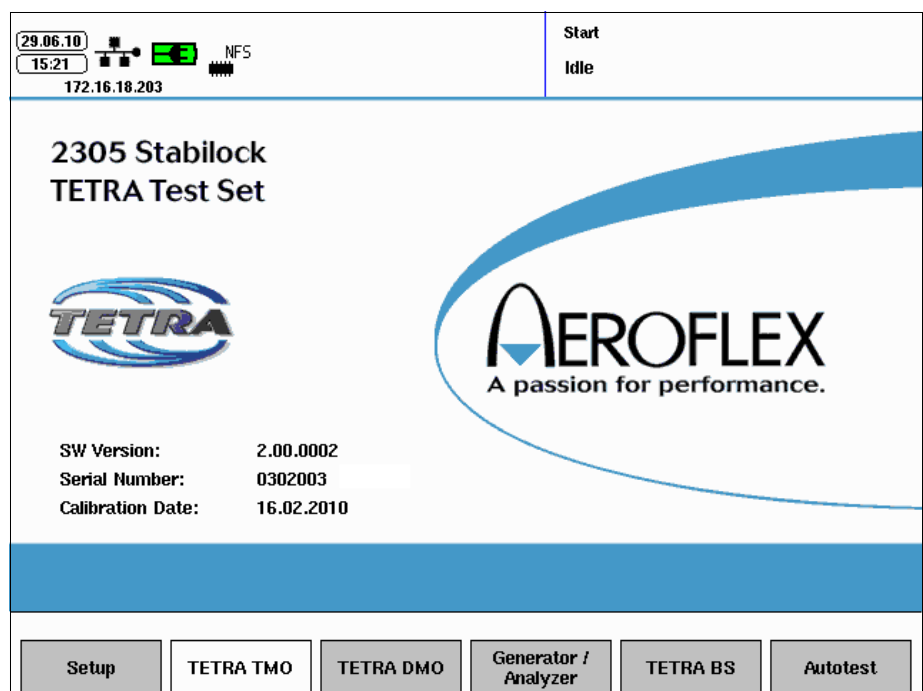 29.06.10
15:21
NFS
172.16.18.203
Start
Idle
2305 Stabilock
TETRA Test Set
TETRA
AEROFLEX
A passion for performance.
SW Version: 2.00.0002
Serial Number: 0302003
Calibration Date: 16.02.2010
Setup
TETRA TMO
TETRA DMO
Generator /
Analyzer
TETRA BS
Autotest